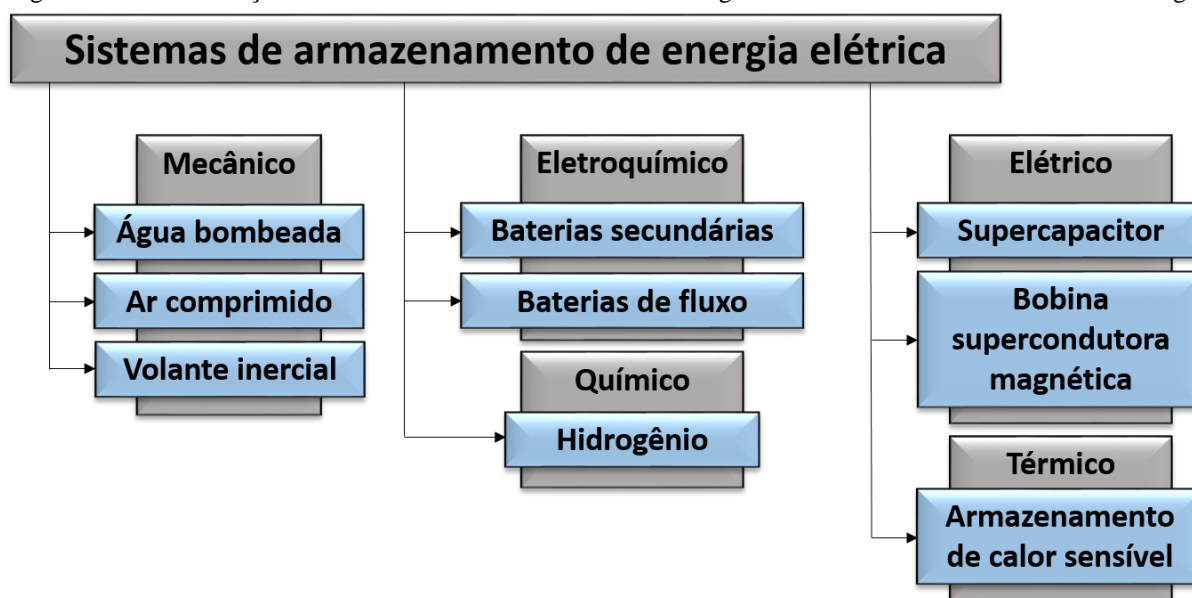 Sistemas de armazenamento de energia elétrica
Mecânico
Água bombeada
Ar comprimido
Volante inercial
Eletroquímico
Baterias secundárias
Baterias de fluxo
Químico
Hidrogênio
Elétrico
Supercapacitor
Bobina
supercondutora
magnética
Térmico
Armazenamento
de calor sensível